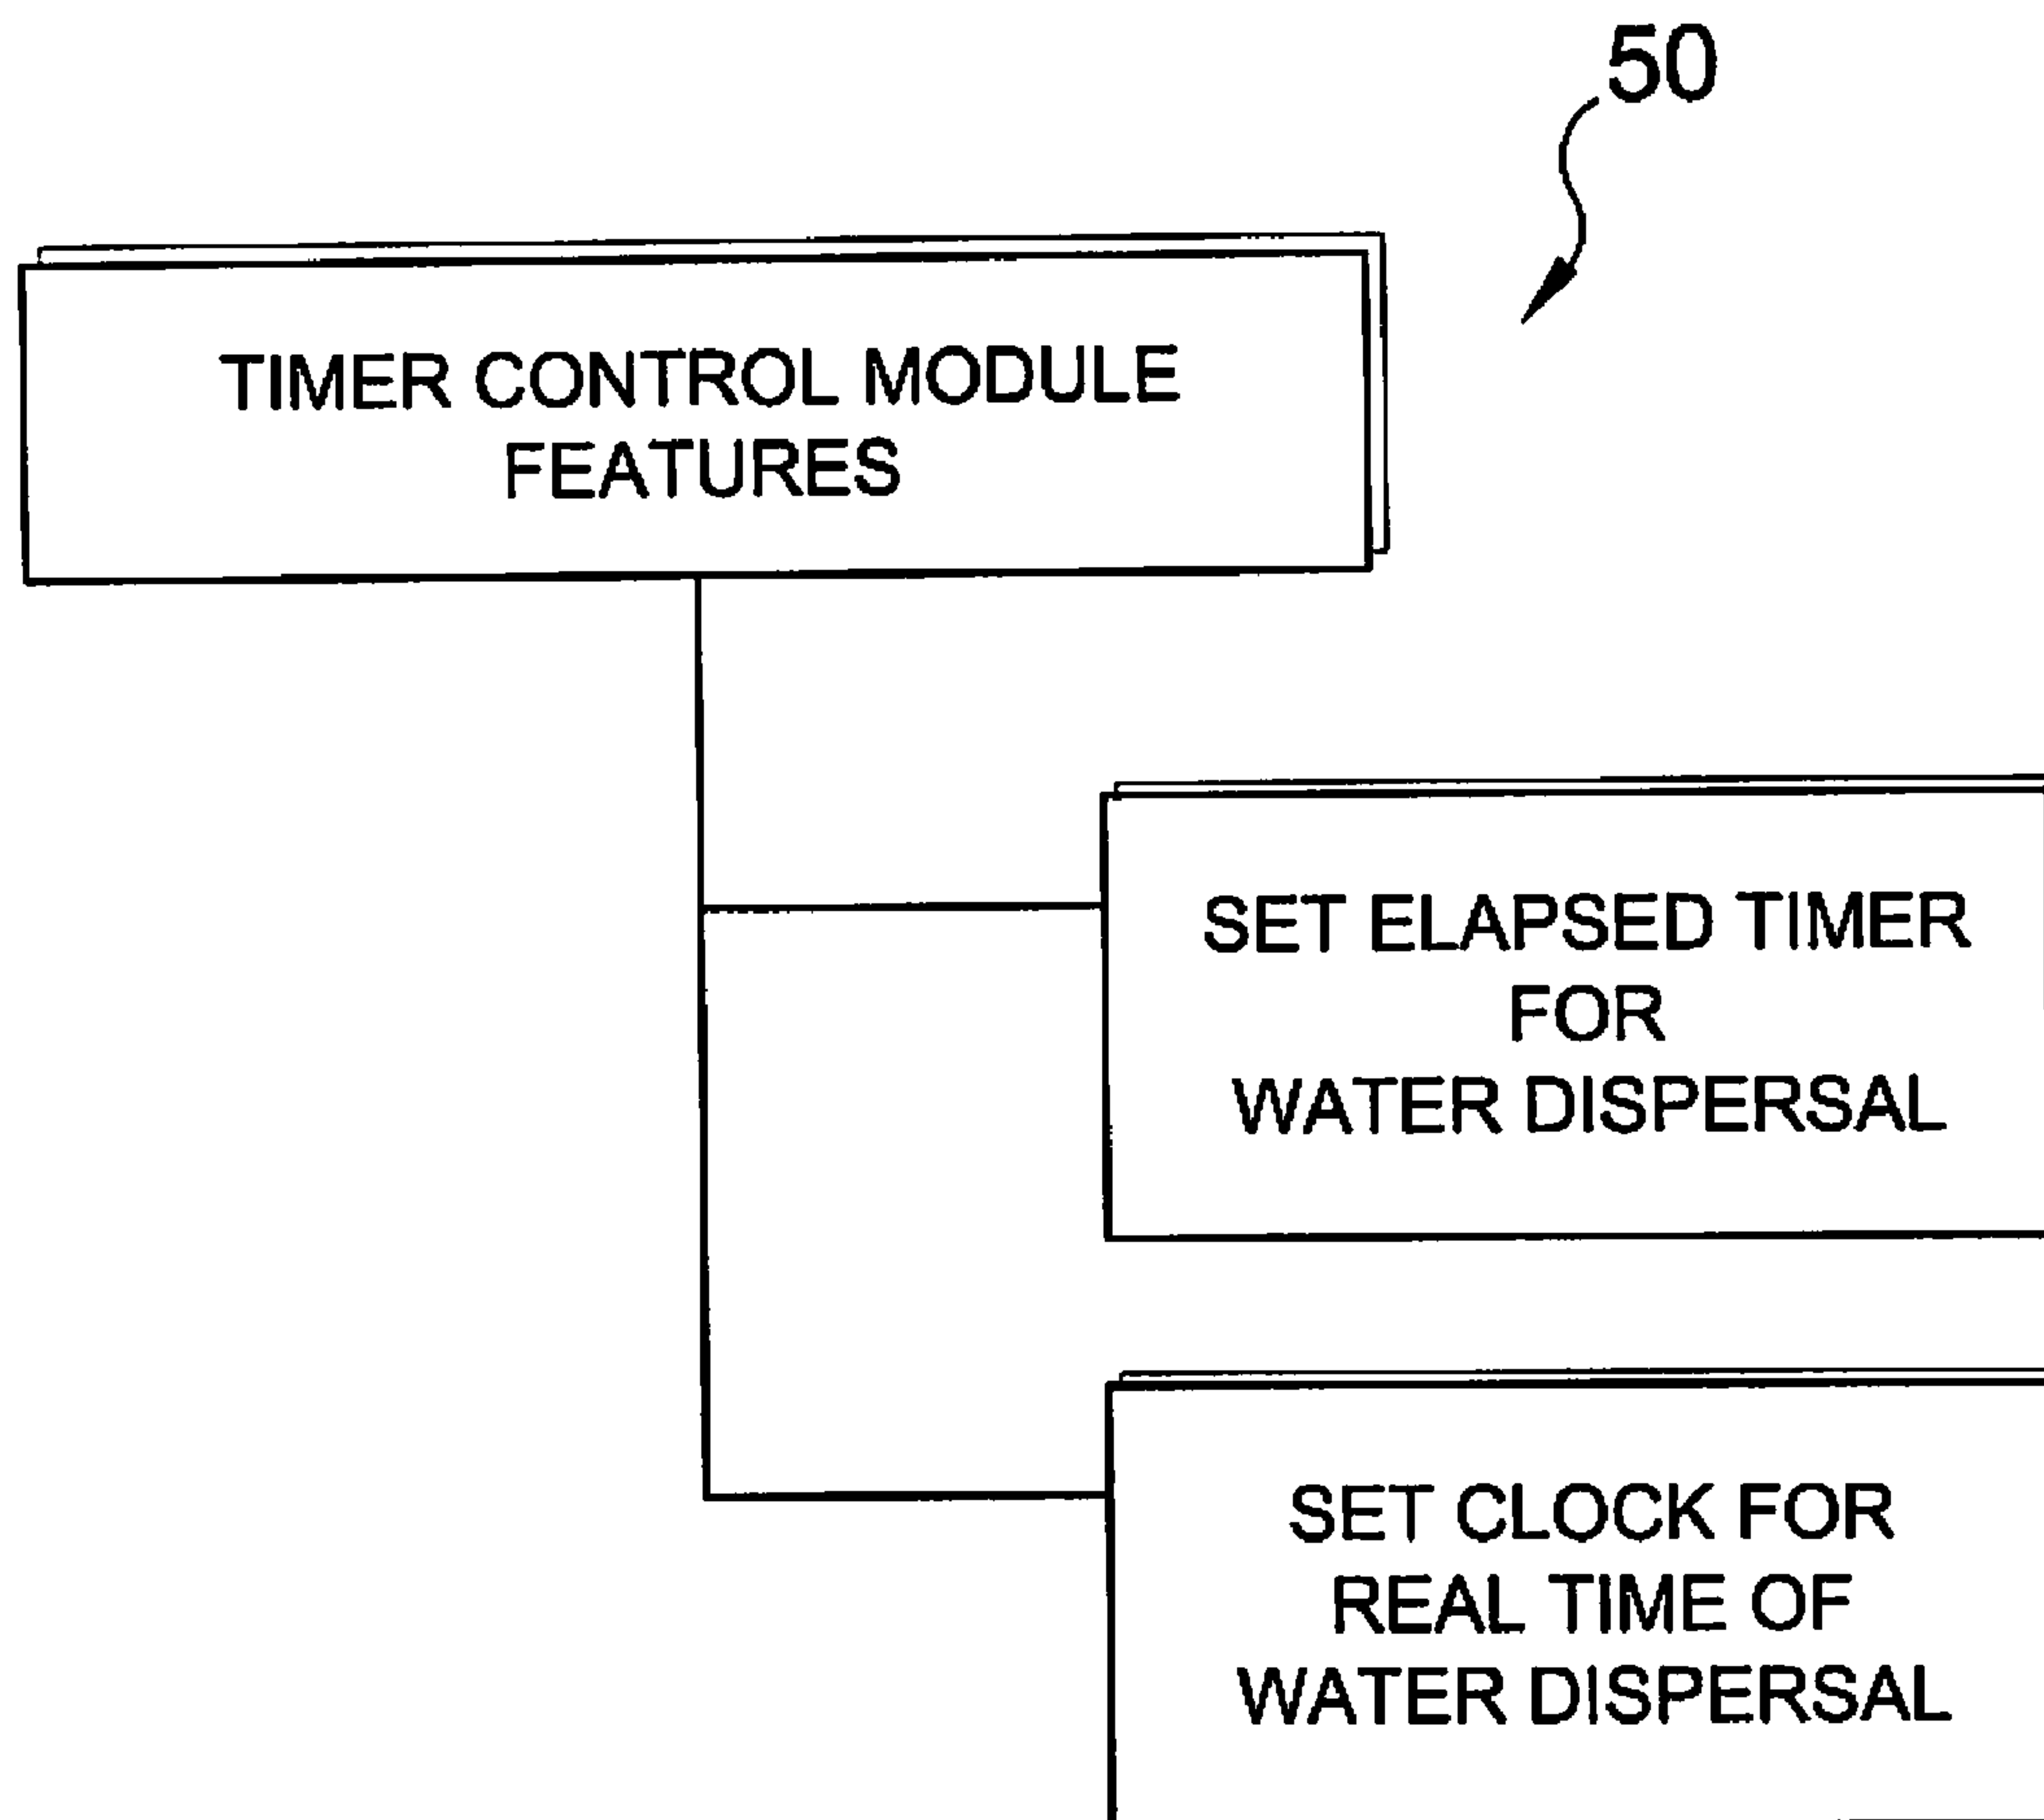 50
TIMER CONTROL MODULE
FEATURES
SET ELAPSED TIMER
FOR
WATER DISPERSAL
SET CLOCK FOR
REAL TIME OF
WATER DISPERSAL